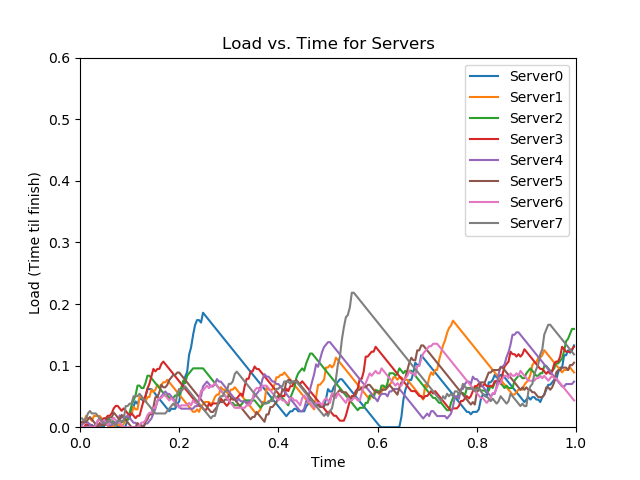 Load vs. Time for Servers
0.6
0.5
0.4
0.3
0.2
0.1
0.0
Load (Time til finish)
0.0 0.2 0.4 0.6 0.8 1.0
Time
Server0
Server1
Server2
Server3
Server4
Server5
Server6
Server7